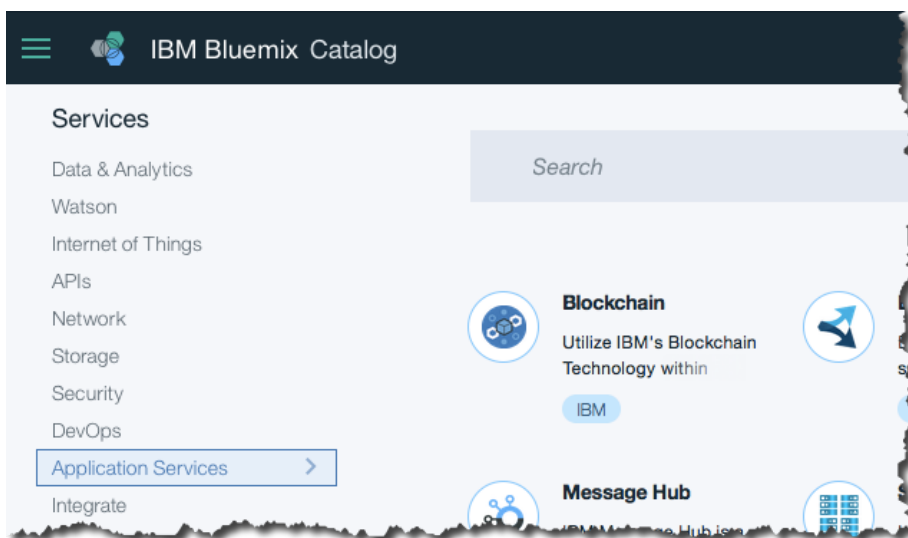 IBM Bluemix Catalog
Services
Data & Analytics
Watson
Internet of Things
APIs
Network
Storage
Security
DevOps
Application Services
Integrate
Search
Blockchain
Utilize IBM's Blockchain
Technology within
IBM
Message Hub